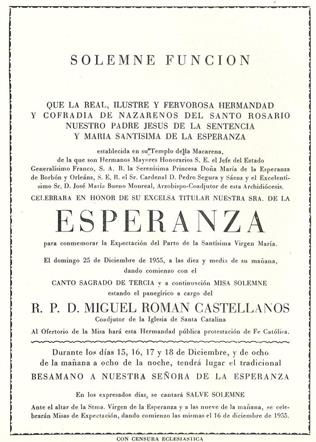 SOLEMNE FUNCION
QUE LA REAL, ILUSTRE Y FERVOROSA HERMANDAD
Y COFRADIA DE NAZARENOS DEL SANTO ROSARIO
NUESTRO PADRE JESUS DE LA SENTENCIA
Y MARIA SANTISIMA DE LA ESPERANZA
establecida en su Templo de la Macarena,
de la que son Hermanos Mayores Honorarios S. E. el Jefe del Estado
Generalísimo Franco, S. A. R. la Serenísima Princesa Doña María de la Esperanza
de Borbón y Orleáns, S. E. R. el Sr. Cardenal D. Pedro Segura y Sáenz y el Excelentí-
simo Sr. D. José María Bueno Monreal, Arzobispo-Coadjutor de esta Archidiócesis.
CELEBRARA EN HONOR DE SU EXCELSA TITULAR NUESTRA SRA. DE LA
ESPERANZA
para conmemorar la Expectación del Parto de la Santísima Virgen María.
El domingo 25 de Diciembre de 1955, a las diez y media de su mañana,
dando comienzo con el
CANTO SAGRADO DE TERCIA y a continuación MISA SOLEMNE
estando el panegírico a cargo del
R. P. D. MIGUEL ROMAN CASTELLANOS
Coadjutor de la Iglesia de Santa Catalina
Al Ofertorio de la Misa hará esta Hermandad pública protestación de Fe Católica.
Durante los días 15, 16, 17 y 18 de Diciembre, y de ocho
de la mañana a ocho de la noche, tendrá lugar el tradicional
BESAMANO A NUESTRA SEÑORA DE LA ESPERANZA
En los expresados días, se cantará SALVE SOLEMNE
Ante el altar de la Stma. Virgen de la Esperanza y a las nueve de la mañana, se cele-
brarán Misas de Expectación, dando comienzo las mismas el 16 de diciembre de 1955.
CON CENSURA ECLESIASTICA